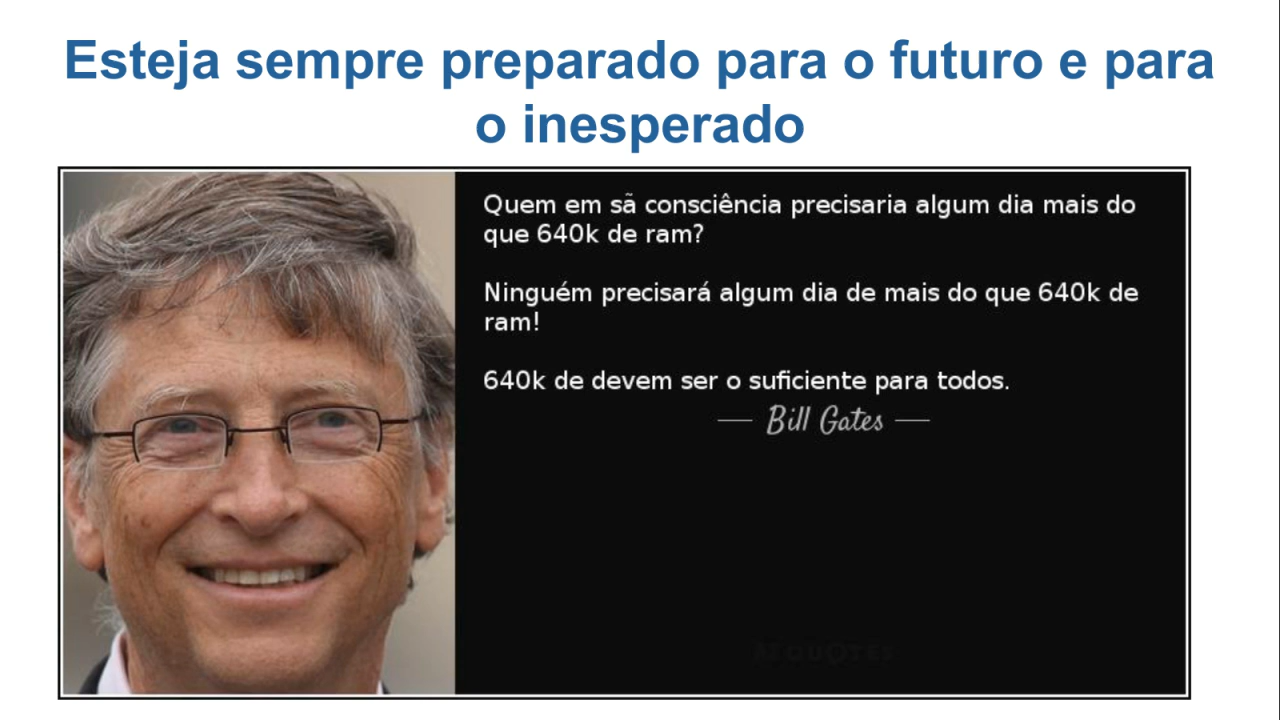 Esteja sempre preparado para o futuro e para
o inesperado
Quem em sã consciência precisaria algum dia mais do
que 640k de ram?
Ninguém precisará algum dia de mais do que 640k de
ram!
640k de devem ser o suficiente para todos.
— Bill Gates —
AZ QUOTES